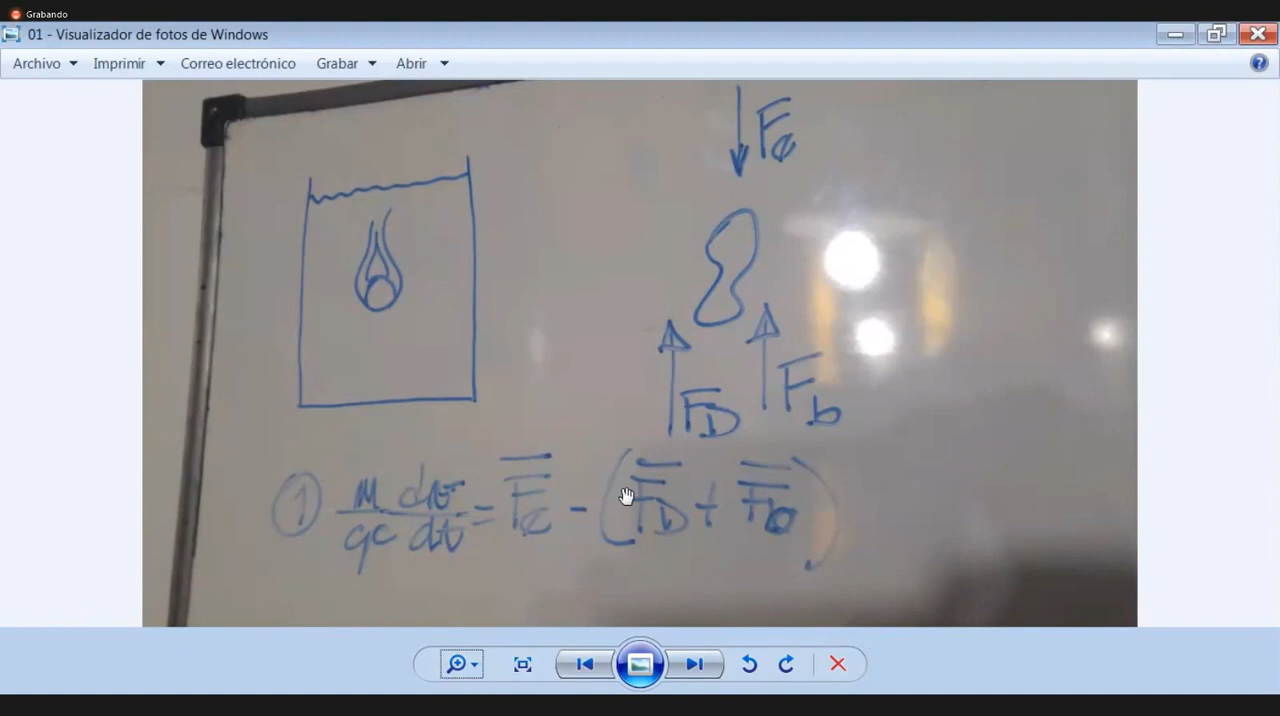 Grabando
01 - Visualizador de fotos de Windows
Archivo Imprimir Correo electrónico Grabar Abrir
Fe
FD
Fb
① M/gc dv/dt = Fe - (FD + Fb)